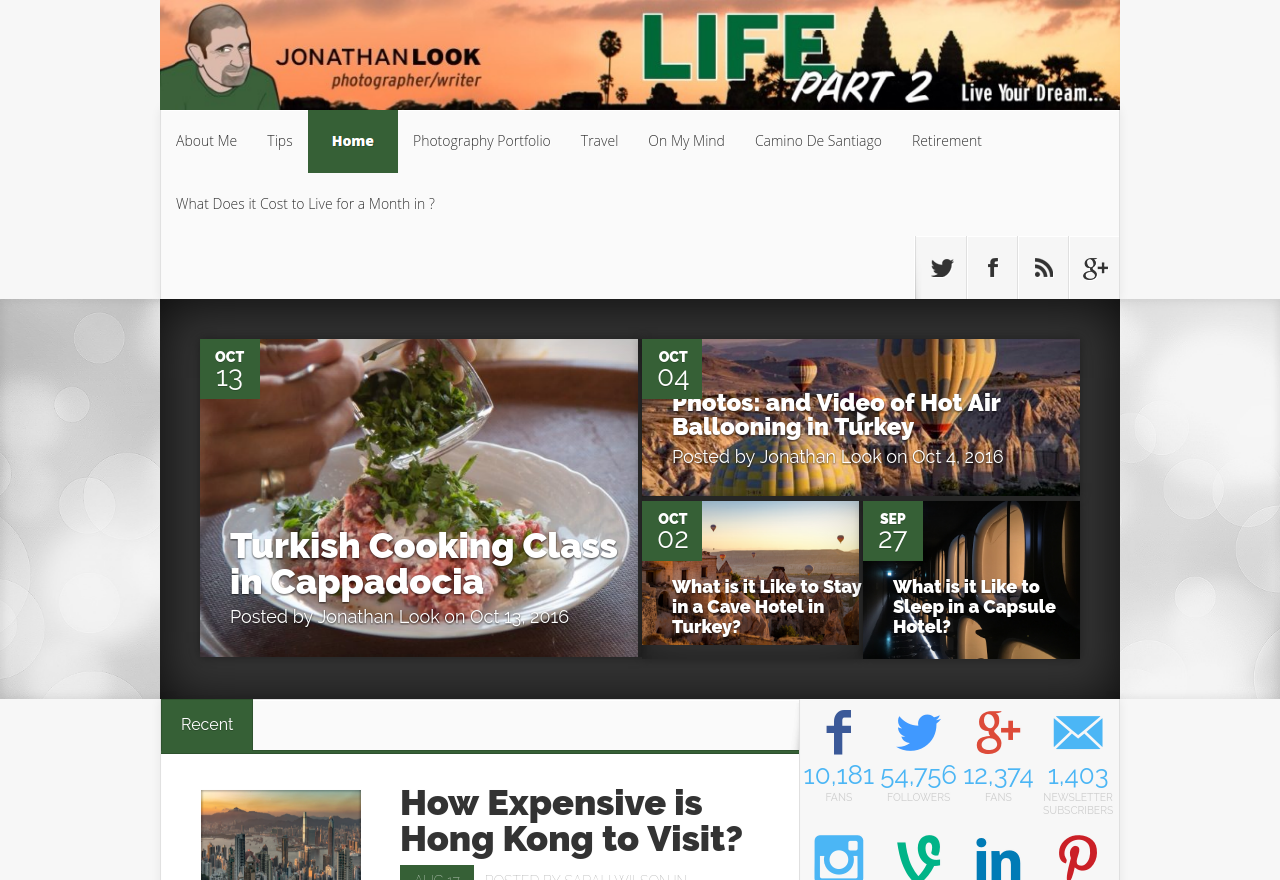 JONATHANLOOK
photographer/writer
LIFE
PART 2
Live Your Dream...
About Me
Tips
Home
Photography Portfolio
Travel
On My Mind
Camino De Santiago
Retirement
What Does it Cost to Live for a Month in ?
OCT
13
Turkish Cooking Class
in Cappadocia
Posted by Jonathan Look on Oct 13, 2016
OCT
04
Photos: and Video of Hot Air
Ballooning in Turkey
Posted by Jonathan Look on Oct 4, 2016
OCT
02
What is it Like to Stay
in a Cave Hotel in
Turkey?
SEP
27
What is it Like to
Sleep in a Capsule
Hotel?
Recent
How Expensive is
Hong Kong to Visit?
AUG 17
POSTED BY SARAH WILSON IN
10,181
FANS
54,756
FOLLOWERS
12,374
FANS
1,403
NEWSLETTER
SUBSCRIBERS